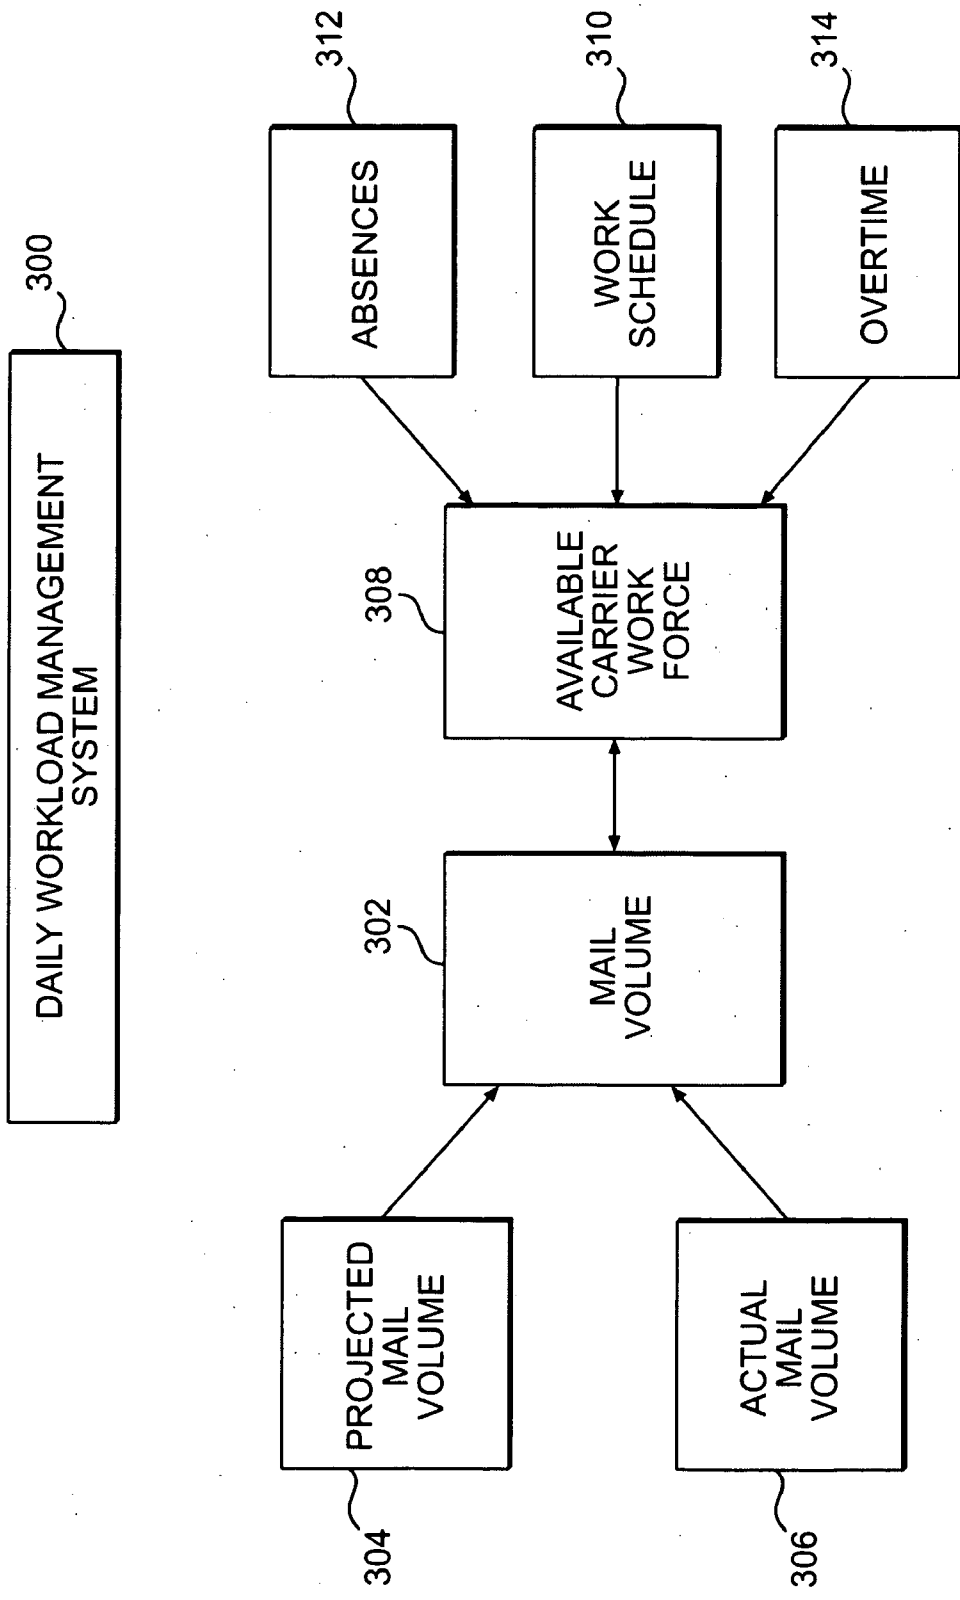 DAILY WORKLOAD MANAGEMENT
SYSTEM
300
304
PROJECTED
MAIL
VOLUME
306
ACTUAL
MAIL
VOLUME
302
MAIL
VOLUME
308
AVAILABLE
CARRIER
WORK
FORCE
ABSENCES
312
WORK
SCHEDULE
310
OVERTIME
314